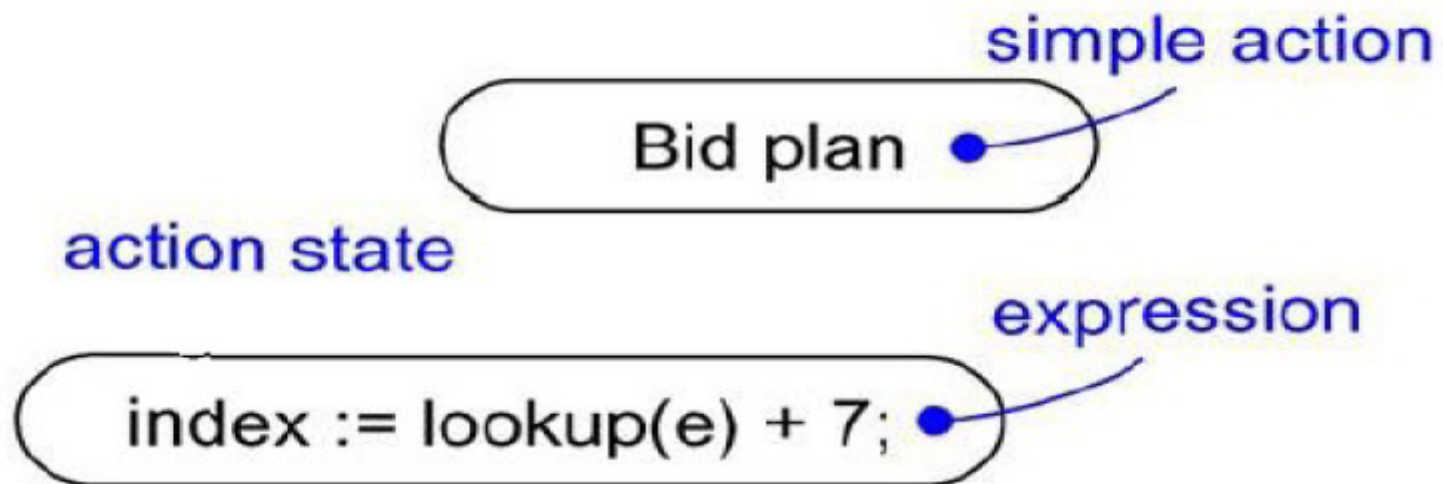 simple action
Bid plan
action state
expression
index := lookup(e) + 7;